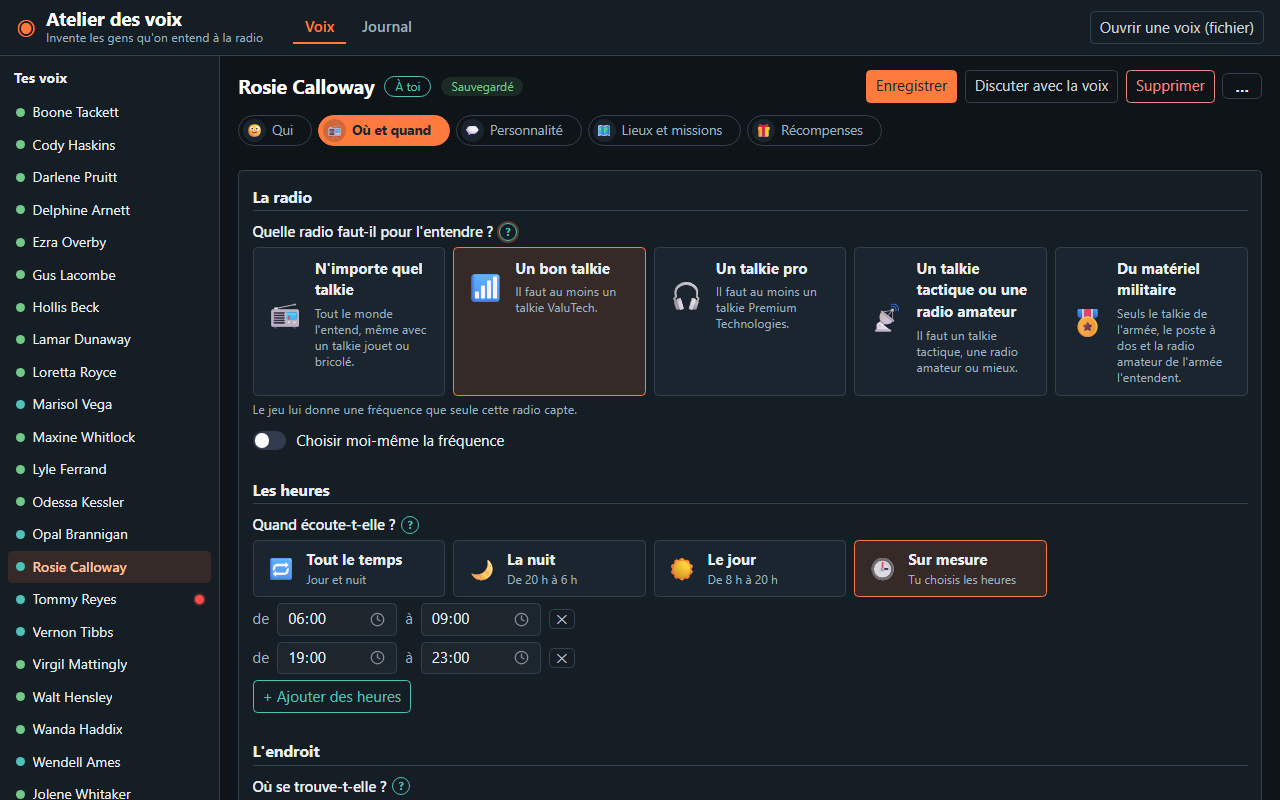 Atelier des voix
Invente les gens qu'on entend à la radio
Voix
Journal
Ouvrir une voix (fichier)
Tes voix
Boone Tackett
Cody Haskins
Darlene Pruitt
Delphine Arnett
Ezra Overby
Gus Lacombe
Hollis Beck
Lamar Dunaway
Loretta Royce
Marisol Vega
Maxine Whitlock
Lyle Ferrand
Odessa Kessler
Opal Brannigan
Rosie Calloway
Tommy Reyes
Vernon Tibbs
Virgil Mattingly
Walt Hensley
Wanda Haddix
Wendell Ames
Jolene Whitaker
Rosie Calloway
À toi
Sauvegardé
Enregistrer
Discuter avec la voix
Supprimer
...
Qui
Où et quand
Personnalité
Lieux et missions
Récompenses
La radio
Quelle radio faut-il pour l'entendre ? ?
N'importe quel
talkie
Tout le monde
l'entend, même avec
un talkie jouet ou
bricolé.
Un bon talkie
Il faut au moins un
talkie ValuTech.
Un talkie pro
Il faut au moins un
talkie Premium
Technologies.
Un talkie
tactique ou une
radio amateur
Il faut un talkie
tactique, une radio
amateur ou mieux.
Du matériel
militaire
Seuls le talkie de
l'armée, le poste à
dos et la radio
amateur de l'armée
l'entendent.
Le jeu lui donne une fréquence que seule cette radio capte.
Choisir moi-même la fréquence
Les heures
Quand écoute-t-elle ? ?
Tout le temps
Jour et nuit
La nuit
De 20 h à 6 h
Le jour
De 8 h à 20 h
Sur mesure
Tu choisis les heures
de 06:00 à 09:00
de 19:00 à 23:00
+ Ajouter des heures
L'endroit
Où se trouve-t-elle ? ?